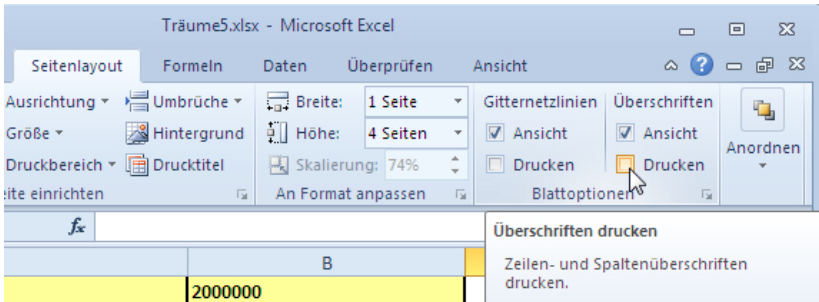 Träume5.xlsx - Microsoft Excel
Seitenlayout Formeln Daten Überprüfen Ansicht
Ausrichtung Umbrüche Breite: 1 Seite Gitternetzlinien Überschriften
Größe Hintergrund Höhe: 4 Seiten Ansicht Ansicht
Druckbereich Drucktitel Skalierung: 74% Drucken Drucken Anordnen
eite einrichten An Format anpassen Blattoptionen
fx
Überschriften drucken
B
Zeilen- und Spaltenüberschriften
drucken.
2000000